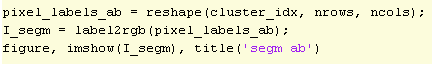 pixel_labels_ab = reshape(cluster_idx, nrows, ncols);
I_segm = label2rgb(pixel_labels_ab);
figure, imshow(I_segm), title('segm ab')